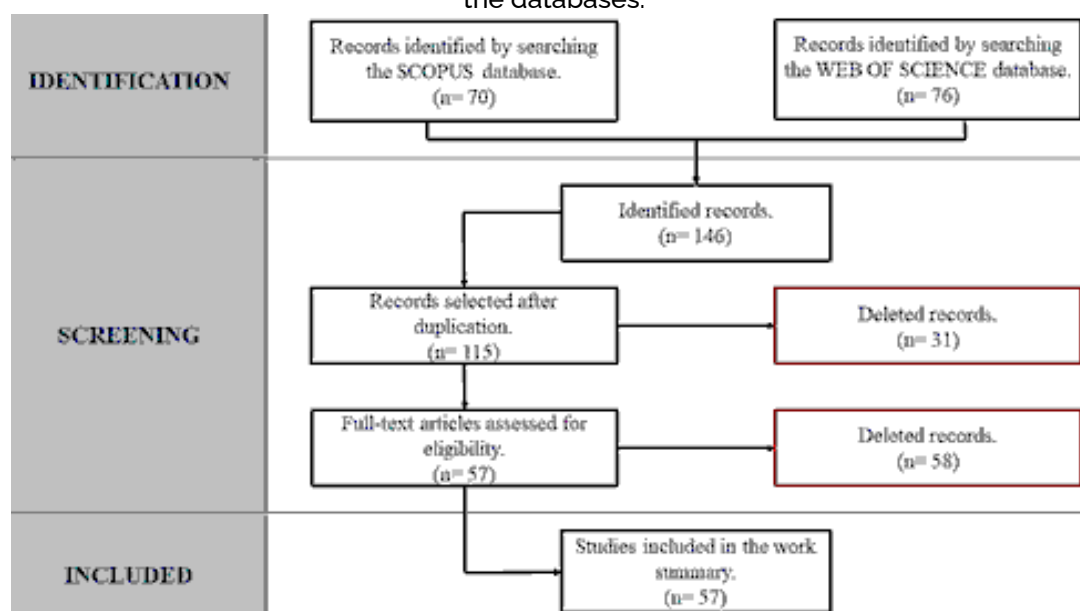 the databases.
IDENTIFICATION
Records identified by searching
the SCOPUS database.
(n= 70)
Records identified by searching
the WEB OF SCIENCE database.
(n= 76)
Identified records.
(n= 146)
SCREENING
Records selected after
duplication.
(n= 115)
Deleted records.
(n= 31)
Full-text articles assessed for
eligibility.
(n= 57)
Deleted records.
(n= 58)
INCLUDED
Studies included in the work
summary.
(n= 57)